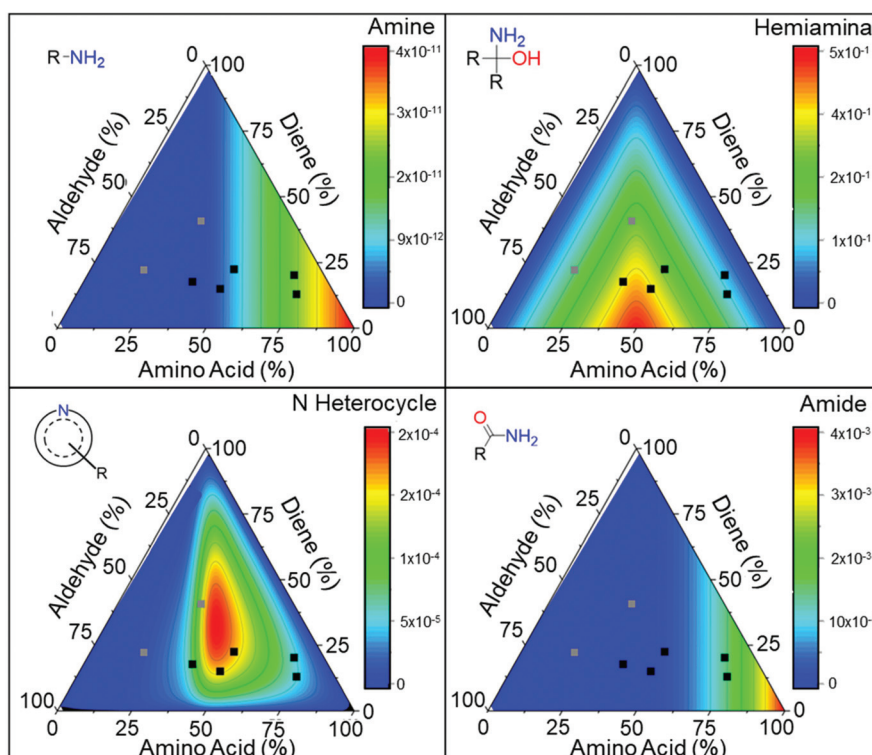 Amine
R-NH2
0
100
25
75
50
50
75
25
100
0
0
25
50
75
100
Aldehyde (%)
Diene (%)
Amino Acid (%)
4x10-11
3x10-11
2x10-11
9x10-12
0
Hemiamina
NH2
R
OH
R
0
100
25
75
50
50
75
25
100
0
0
25
50
75
100
Aldehyde (%)
Diene (%)
Amino Acid (%)
5x10-1
4x10-1
2x10-1
1x10-1
0
N Heterocycle
N
R
0
100
25
75
50
50
75
25
100
0
0
25
50
75
100
Aldehyde (%)
Diene (%)
Amino Acid (%)
2x10-4
2x10-4
1x10-4
5x10-5
0
Amide
O
NH2
R
0
100
25
75
50
50
75
25
100
0
0
25
50
75
100
Aldehyde (%)
Diene (%)
Amino Acid (%)
4x10-3
3x10-3
2x10-3
10x10-
0